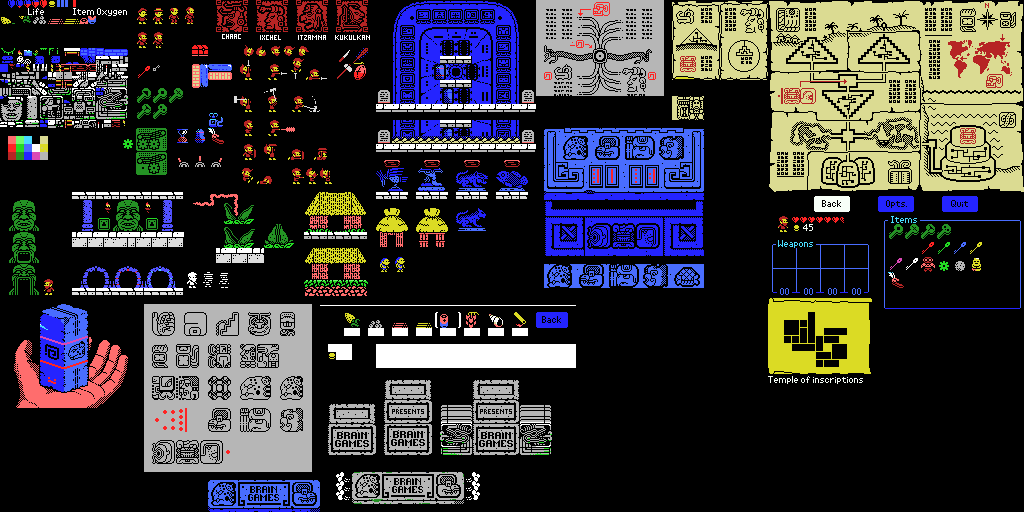 Life
Item Oxygen
CHAAC
IXCHEL
ITZAMNA
KUKULKAN
N
Back
Opts.
Quit
45
Items
Weapons
00 00 00 00
Temple of inscriptions
Back
PRESENTS
PRESENTS
BRAIN GAMES
BRAIN GAMES
BRAIN GAMES
BRAIN GAMES
BRAIN GAMES